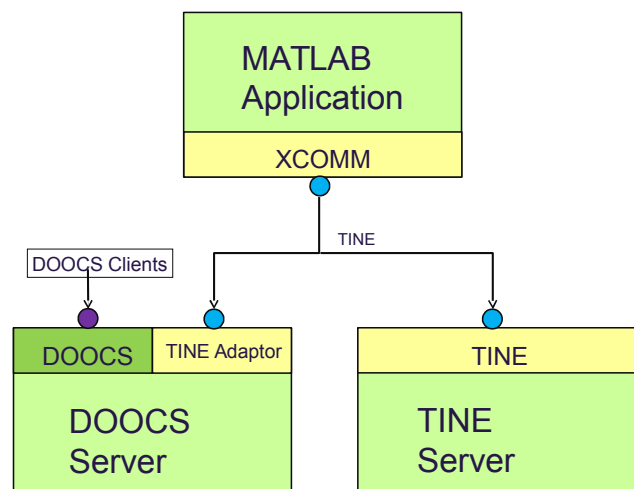 MATLAB
Application
XCOMM
TINE
DOOCS Clients
DOOCS
TINE Adaptor
TINE
DOOCS
Server
TINE
Server